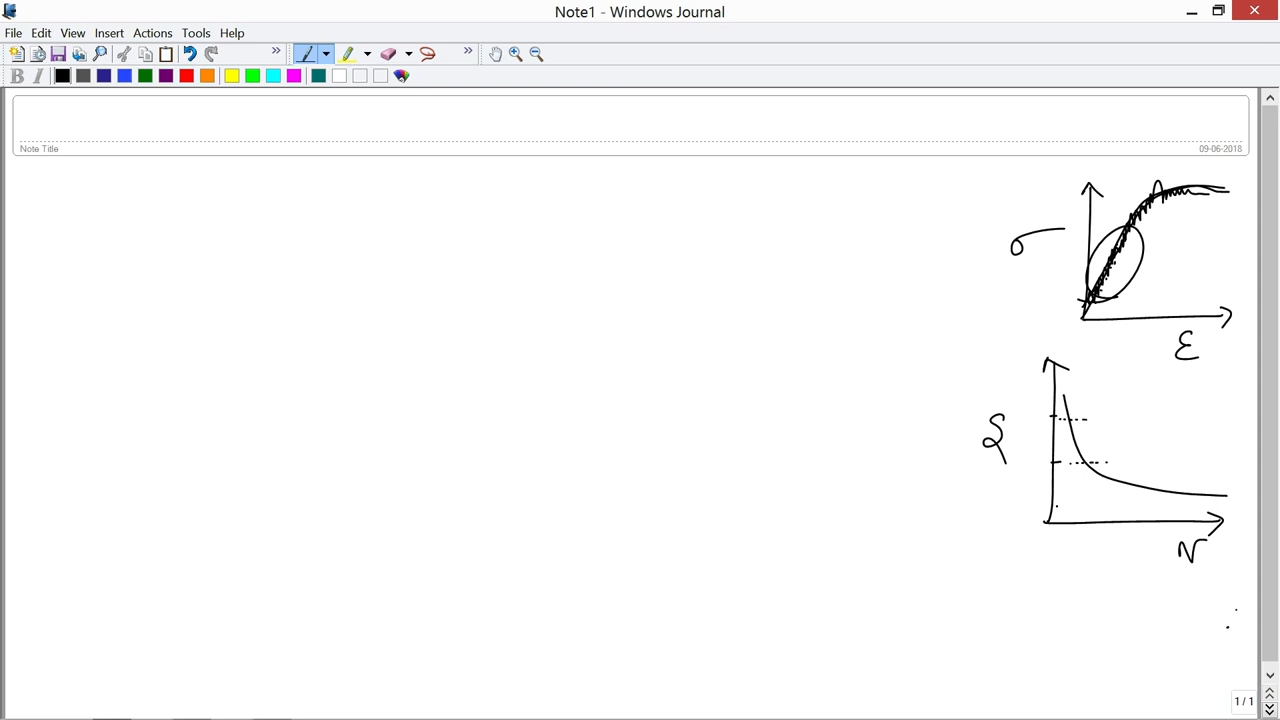 Note1 - Windows Journal
File Edit View Insert Actions Tools Help
B I
Note Title
09-06-2018
σ
ε
S
N
1 / 1